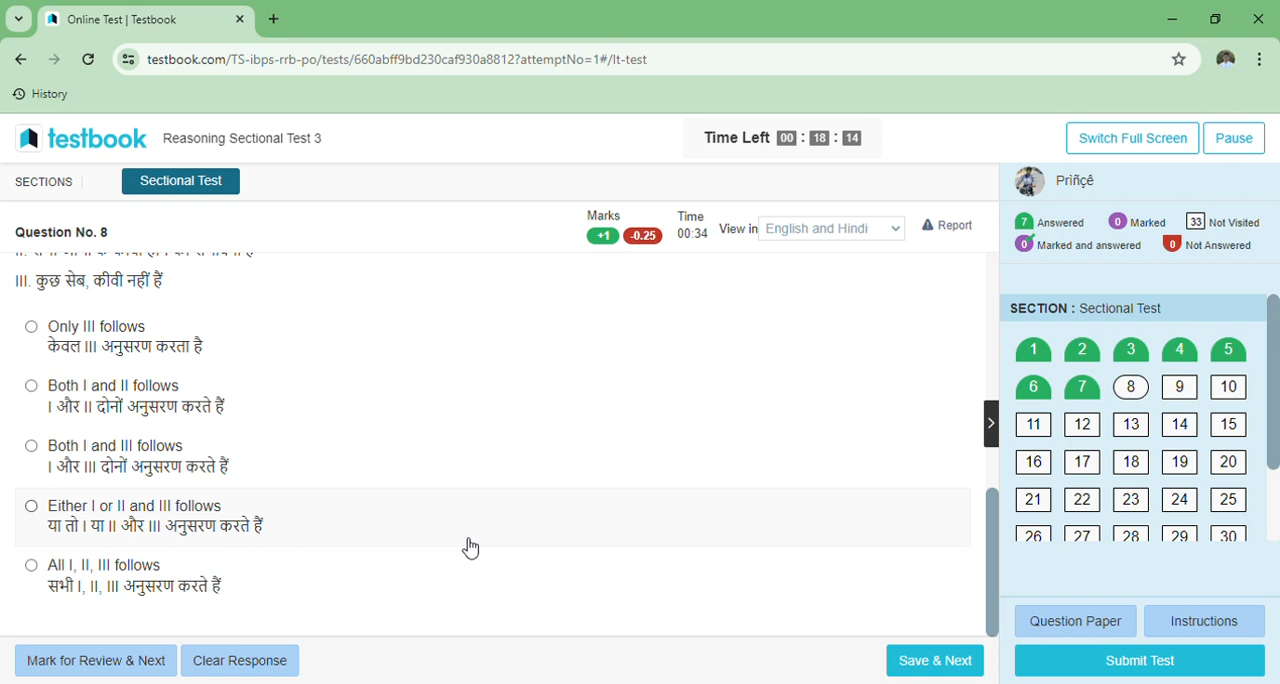 Online Test | Testbook
testbook.com/TS-ibps-rrb-po/tests/660abff9bd230caf930a8812?attemptNo=1#/lt-test
History
testbook Reasoning Sectional Test 3
Time Left 00 : 18 : 14
Switch Full Screen Pause
SECTIONS Sectional Test
Prìñçê
Question No. 8
Marks
+1 -0.25
Time
00:34
View in English and Hindi
Report
7 Answered 0 Marked 33 Not Visited
0 Marked and answered 0 Not Answered
III. कुछ सेब, कीवी नहीं हैं
Only III follows
केवल III अनुसरण करता है
Both I and II follows
I और II दोनों अनुसरण करते हैं
Both I and III follows
I और III दोनों अनुसरण करते हैं
Either I or II and III follows
या तो I या II और III अनुसरण करते हैं
All I, II, III follows
सभी I, II, III अनुसरण करते हैं
SECTION : Sectional Test
1 2 3 4 5
6 7 8 9 10
11 12 13 14 15
16 17 18 19 20
21 22 23 24 25
26 27 28 29 30
Question Paper Instructions
Mark for Review & Next Clear Response Save & Next Submit Test